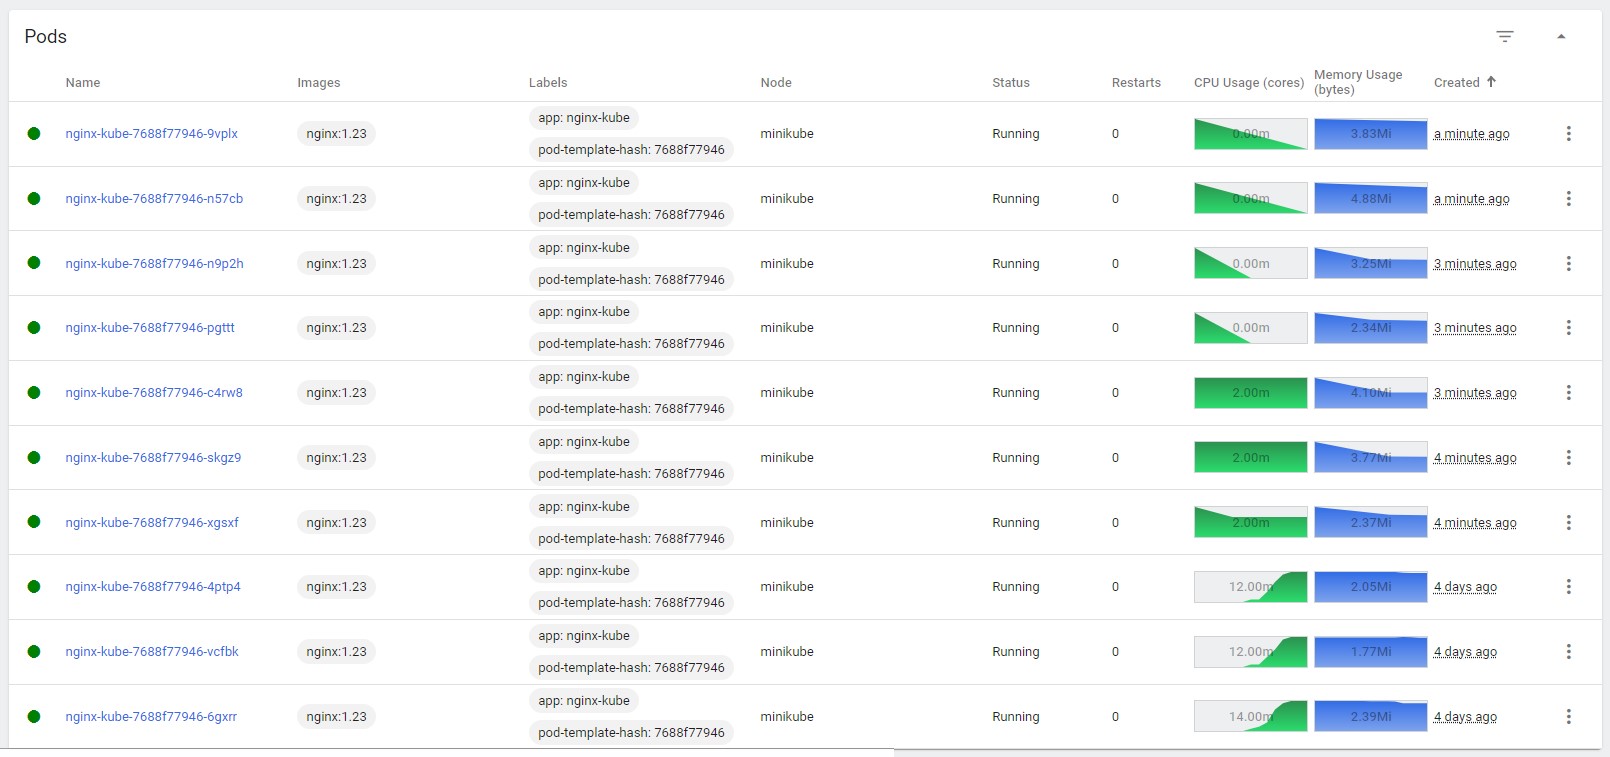 Pods
Name Images Labels Node Status Restarts CPU Usage (cores) Memory Usage (bytes) Created
nginx-kube-7688f77946-9vplx nginx:1.23 app: nginx-kube pod-template-hash: 7688f77946 minikube Running 0 0.00m 3.83Mi a minute ago
nginx-kube-7688f77946-n57cb nginx:1.23 app: nginx-kube pod-template-hash: 7688f77946 minikube Running 0 0.00m 4.88Mi a minute ago
nginx-kube-7688f77946-n9p2h nginx:1.23 app: nginx-kube pod-template-hash: 7688f77946 minikube Running 0 0.00m 3.25Mi 3 minutes ago
nginx-kube-7688f77946-pgttt nginx:1.23 app: nginx-kube pod-template-hash: 7688f77946 minikube Running 0 0.00m 2.34Mi 3 minutes ago
nginx-kube-7688f77946-c4rw8 nginx:1.23 app: nginx-kube pod-template-hash: 7688f77946 minikube Running 0 2.00m 4.10Mi 3 minutes ago
nginx-kube-7688f77946-skgz9 nginx:1.23 app: nginx-kube pod-template-hash: 7688f77946 minikube Running 0 2.00m 3.77Mi 4 minutes ago
nginx-kube-7688f77946-xgsxf nginx:1.23 app: nginx-kube pod-template-hash: 7688f77946 minikube Running 0 2.00m 2.37Mi 4 minutes ago
nginx-kube-7688f77946-4ptp4 nginx:1.23 app: nginx-kube pod-template-hash: 7688f77946 minikube Running 0 12.00m 2.05Mi 4 days ago
nginx-kube-7688f77946-vcfbk nginx:1.23 app: nginx-kube pod-template-hash: 7688f77946 minikube Running 0 12.00m 1.77Mi 4 days ago
nginx-kube-7688f77946-6gxrr nginx:1.23 app: nginx-kube pod-template-hash: 7688f77946 minikube Running 0 14.00m 2.39Mi 4 days ago